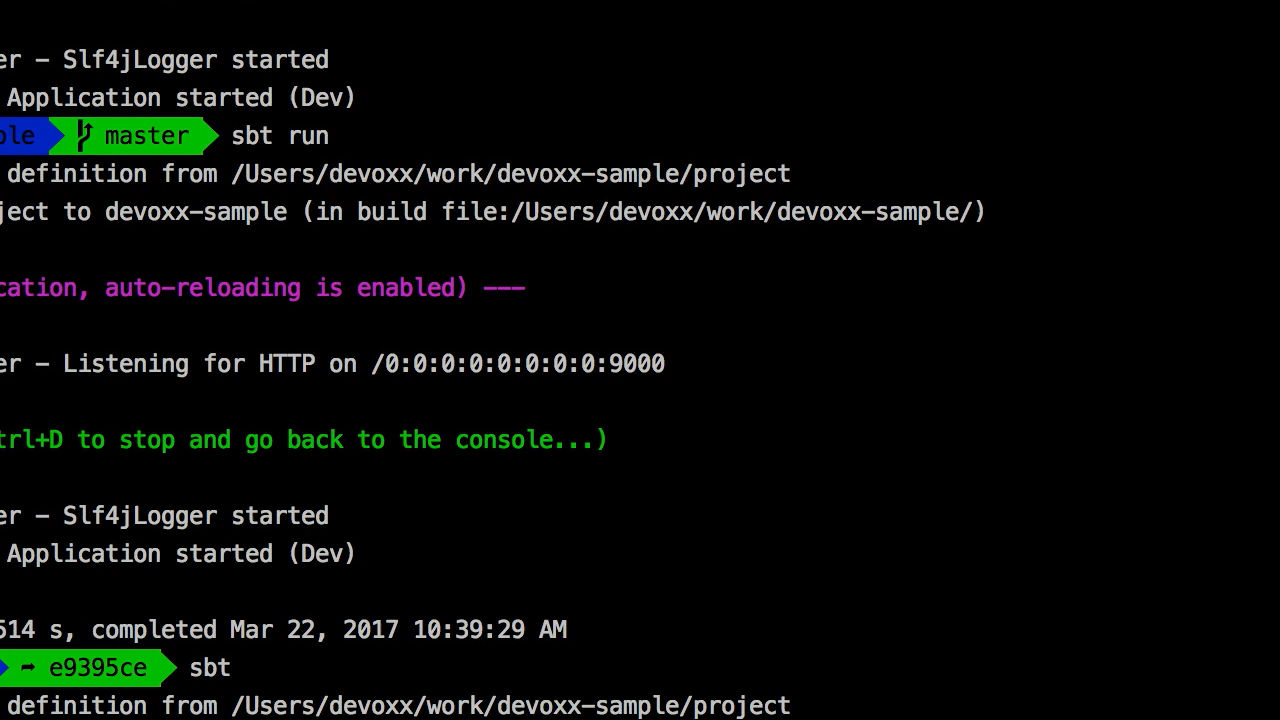 er – Slf4jLogger started
Application started (Dev)
ple master sbt run
definition from /Users/devoxx/work/devoxx-sample/project
ject to devoxx-sample (in build file:/Users/devoxx/work/devoxx-sample/)
cation, auto-reloading is enabled) ---
er – Listening for HTTP on /0:0:0:0:0:0:0:0:9000
trl+D to stop and go back to the console...)
er – Slf4jLogger started
Application started (Dev)
514 s, completed Mar 22, 2017 10:39:29 AM
➦ e9395ce sbt
definition from /Users/devoxx/work/devoxx-sample/project